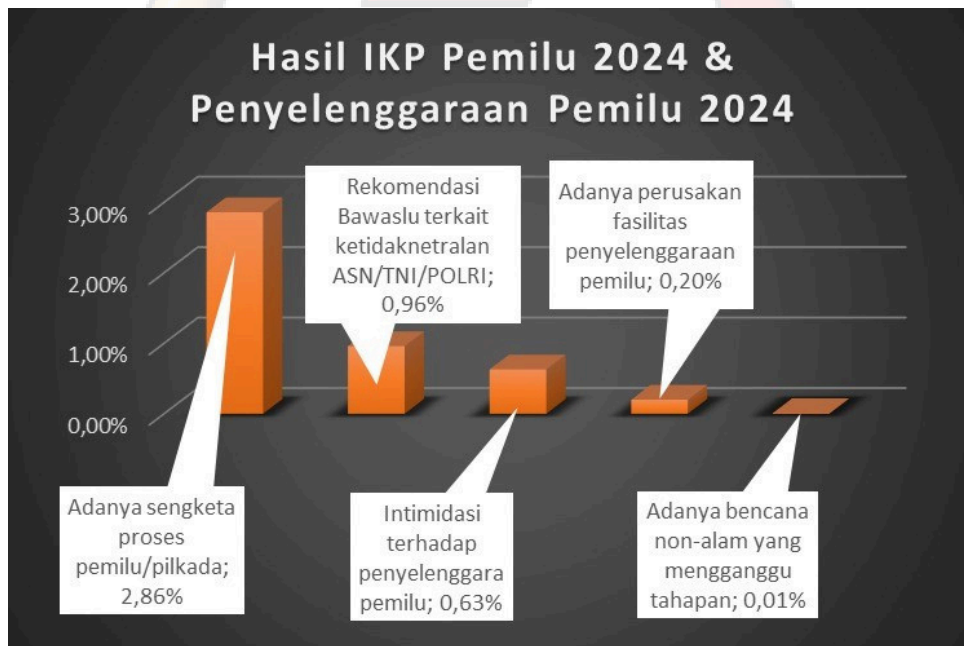 Hasil IKP Pemilu 2024 &
Penyelenggaraan Pemilu 2024
3,00%
2,00%
1,00%
0,00%
Adanya sengketa
proses
pemilu/pilkada;
2,86%
Rekomendasi
Bawaslu terkait
ketidaknetralan
ASN/TNI/POLRI;
0,96%
Intimidasi
terhadap
penyelenggara
pemilu; 0,63%
Adanya perusakan
fasilitas
penyelenggaraan
pemilu; 0,20%
Adanya bencana
non-alam yang
mengganggu
tahapan; 0,01%